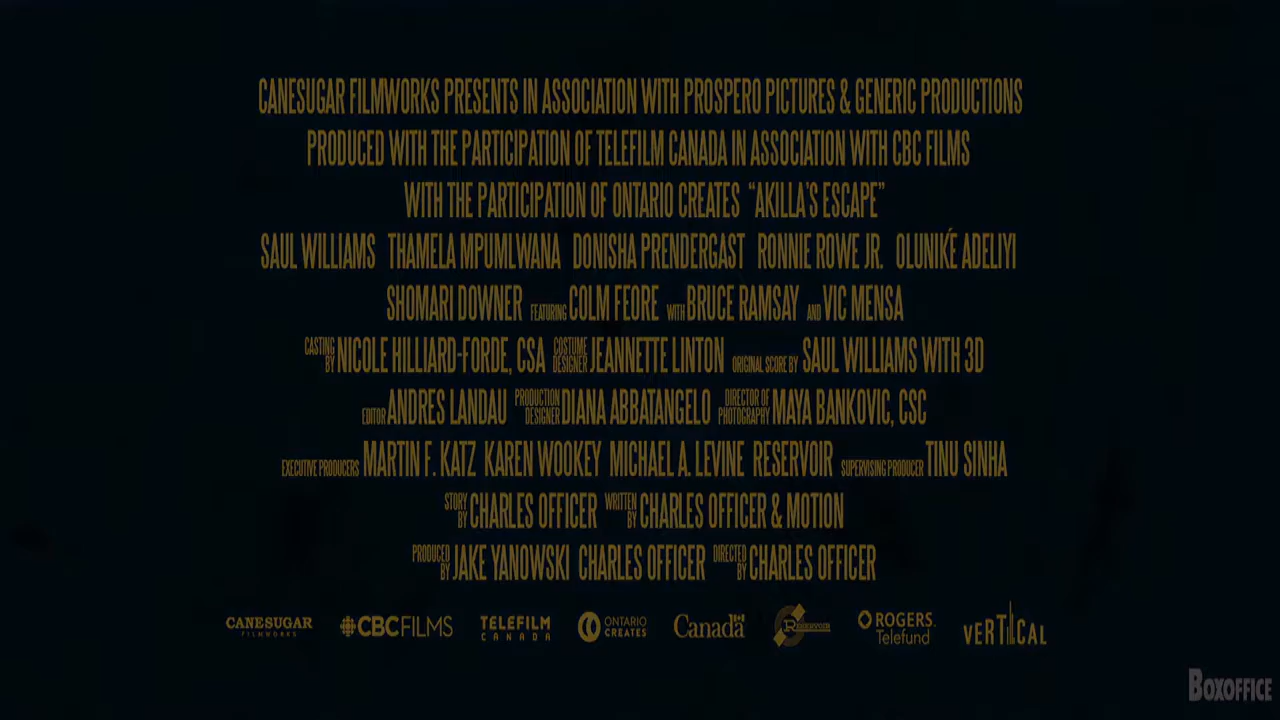 CANESUGAR FILMWORKS PRESENTS IN ASSOCIATION WITH PROSPERO PICTURES & GENERIC PRODUCTIONS
PRODUCED WITH THE PARTICIPATION OF TELEFILM CANADA IN ASSOCIATION WITH CBC FILMS
WITH THE PARTICIPATION OF ONTARIO CREATES "AKILLA'S ESCAPE"
SAUL WILLIAMS THAMELA MPUMLWANA DONISHA PRENDERGAST RONNIE ROWE JR. OLUNIKÉ ADELIYI
SHOMARI DOWNER FEATURING COLM FEORE WITH BRUCE RAMSAY AND VIC MENSA
CASTING BY NICOLE HILLIARD-FORDE, CSA COSTUME DESIGNER JEANNETTE LINTON ORIGINAL SCORE BY SAUL WILLIAMS WITH 3D
EDITOR ANDRES LANDAU PRODUCTION DESIGNER DIANA ABBATANGELO DIRECTOR OF PHOTOGRAPHY MAYA BANKOVIC, CSC
EXECUTIVE PRODUCERS MARTIN F. KATZ KAREN WOOKEY MICHAEL A. LEVINE RESERVOIR SUPERVISING PRODUCER TINU SINHA
STORY BY CHARLES OFFICER WRITTEN BY CHARLES OFFICER & MOTION
PRODUCED BY JAKE YANOWSKI CHARLES OFFICER DIRECTED BY CHARLES OFFICER
CANESUGAR FILMWORKS CBC FILMS TELEFILM CANADA ONTARIO CREATES Canada RESERVOIR ROGERS Telefund VERTICAL
BOXOFFICE